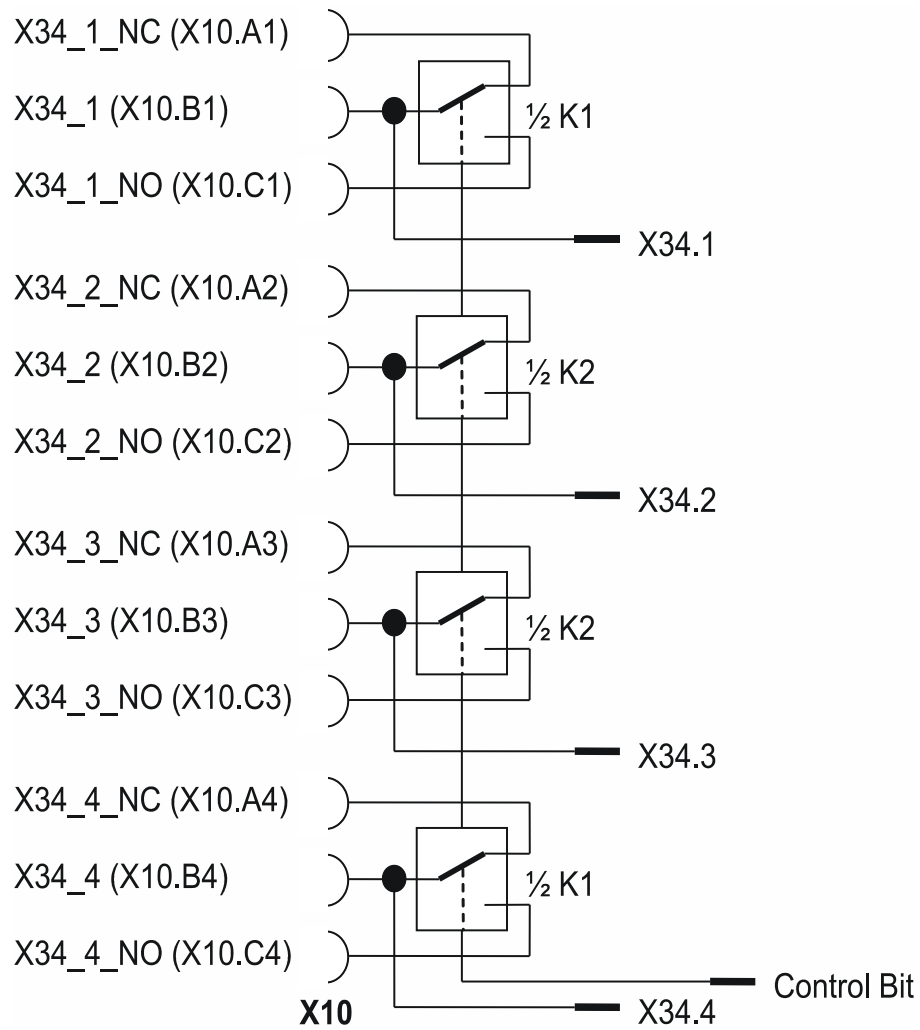 X34_1_NC (X10.A1)
X34_1 (X10.B1)
½ K1
X34_1_NO (X10.C1)
X34.1
X34_2_NC (X10.A2)
X34_2 (X10.B2)
½ K2
X34_2_NO (X10.C2)
X34.2
X34_3_NC (X10.A3)
X34_3 (X10.B3)
½ K2
X34_3_NO (X10.C3)
X34.3
X34_4_NC (X10.A4)
X34_4 (X10.B4)
½ K1
X34_4_NO (X10.C4)
Control Bit
X10
X34.4